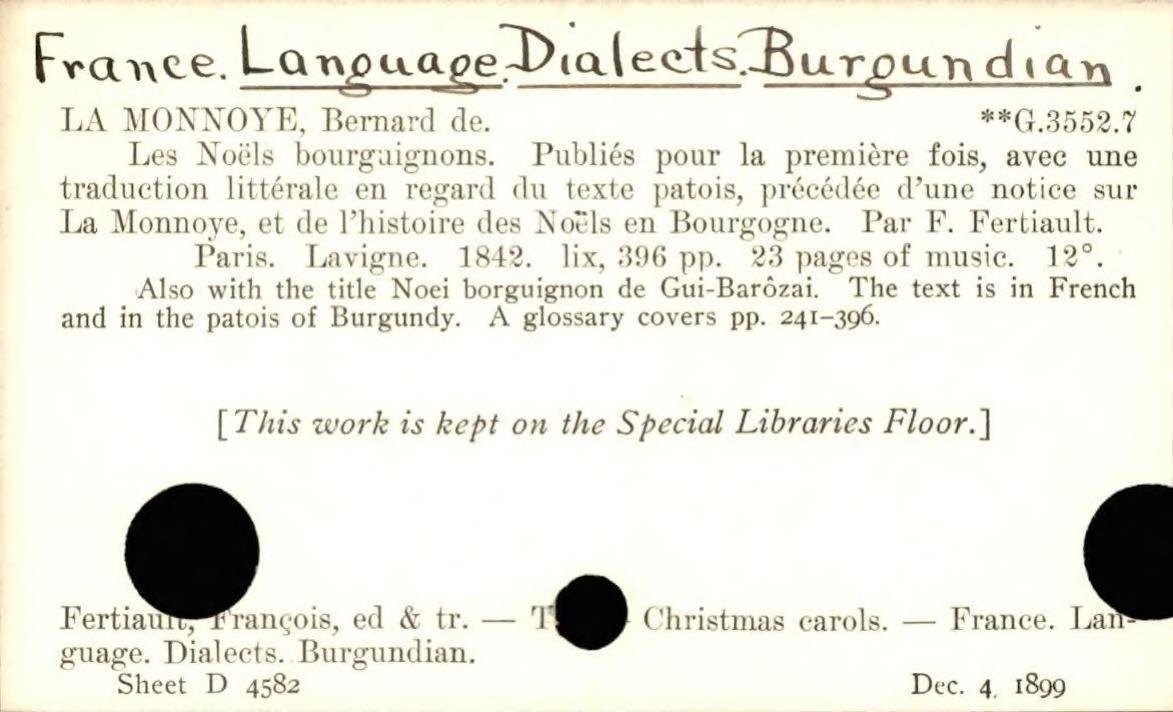 France. Language. Dialects. Burgundian.
LA MONNOYE, Bernard de. **G.3552.7
Les Noëls bourguignons. Publiés pour la première fois, avec une
traduction littérale en regard du texte patois, précédée d'une notice sur
La Monnoye, et de l'histoire des Noëls en Bourgogne. Par F. Fertiault.
Paris. Lavigne. 1842. lix, 396 pp. 23 pages of music. 12°.
Also with the title Noei borguignon de Gui-Barôzai. The text is in French
and in the patois of Burgundy. A glossary covers pp. 241–396.
[This work is kept on the Special Libraries Floor.]
Fertiault, François, ed & tr. — Christmas carols. — France. Lan-
guage. Dialects. Burgundian.
Sheet D 4582 Dec. 4, 1899